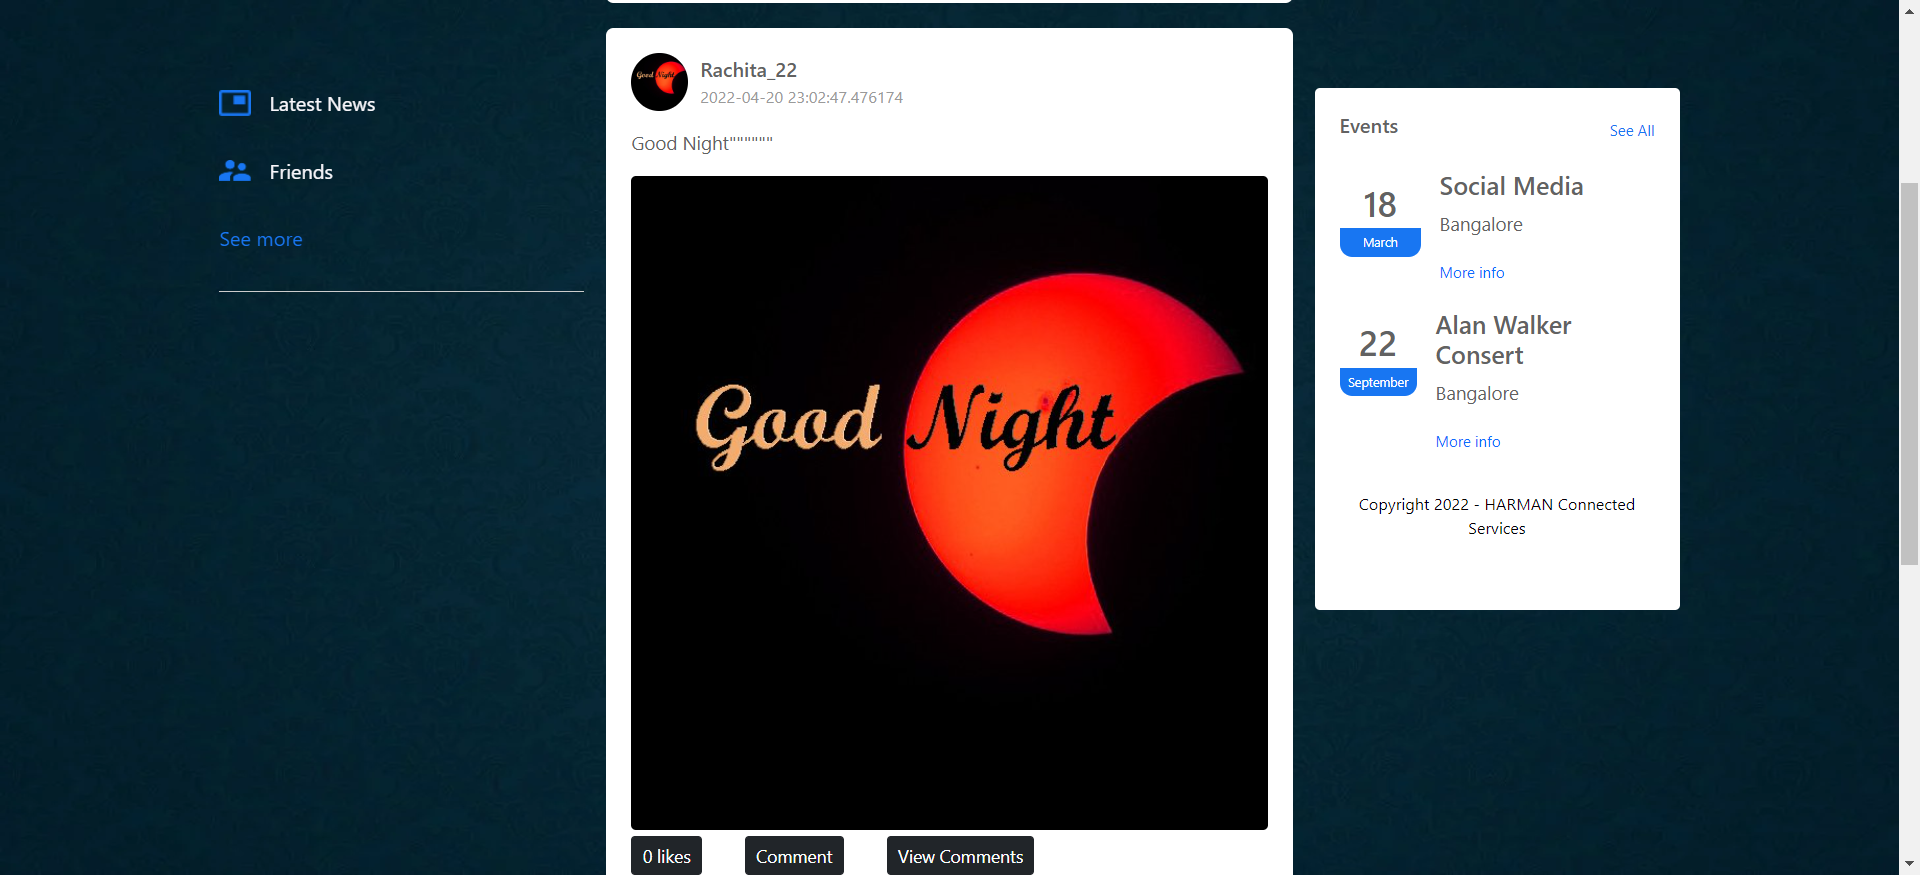 Latest News
Friends
See more
Rachita_22
2022-04-20 23:02:47.476174
Good Night""""""
Good Night
0 likes
Comment
View Comments
Events
See All
18
March
Social Media
Bangalore
More info
22
September
Alan Walker
Consert
Bangalore
More info
Copyright 2022 - HARMAN Connected
Services